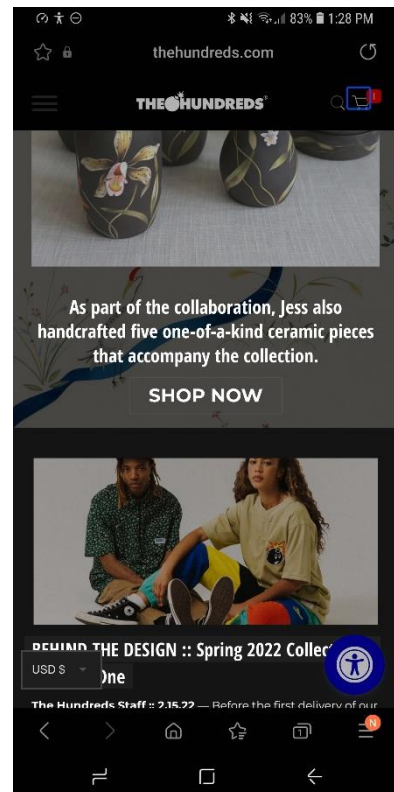 83% 1:28 PM
thehundreds.com
THE HUNDREDS
As part of the collaboration, Jess also
handcrafted five one-of-a-kind ceramic pieces
that accompany the collection.
SHOP NOW
BEHIND THE DESIGN :: Spring 2022 Collec
USD $
One
The Hundreds Staff :: 2.15.22 — Before the first delivery of our
1
N